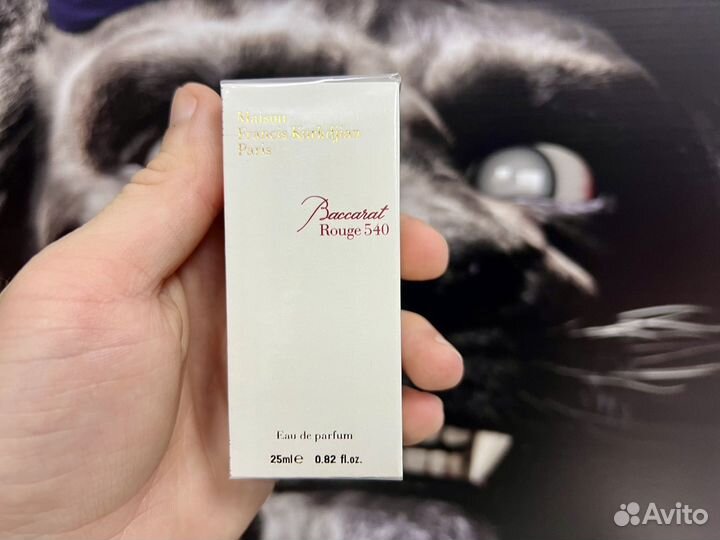 Maison
Francis Kurkdjian
Paris
Baccarat
Rouge 540
Eau de parfum
25ml℮ 0.82 fl.oz.
Avito